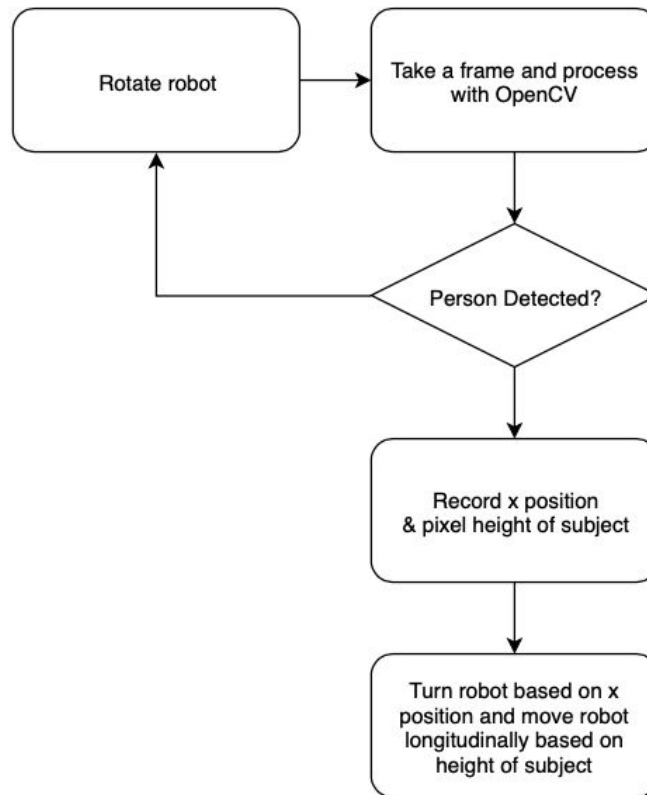 Rotate robot
Take a frame and process
with OpenCV
Person Detected?
Record x position
& pixel height of subject
Turn robot based on x
position and move robot
longitudinally based on
height of subject